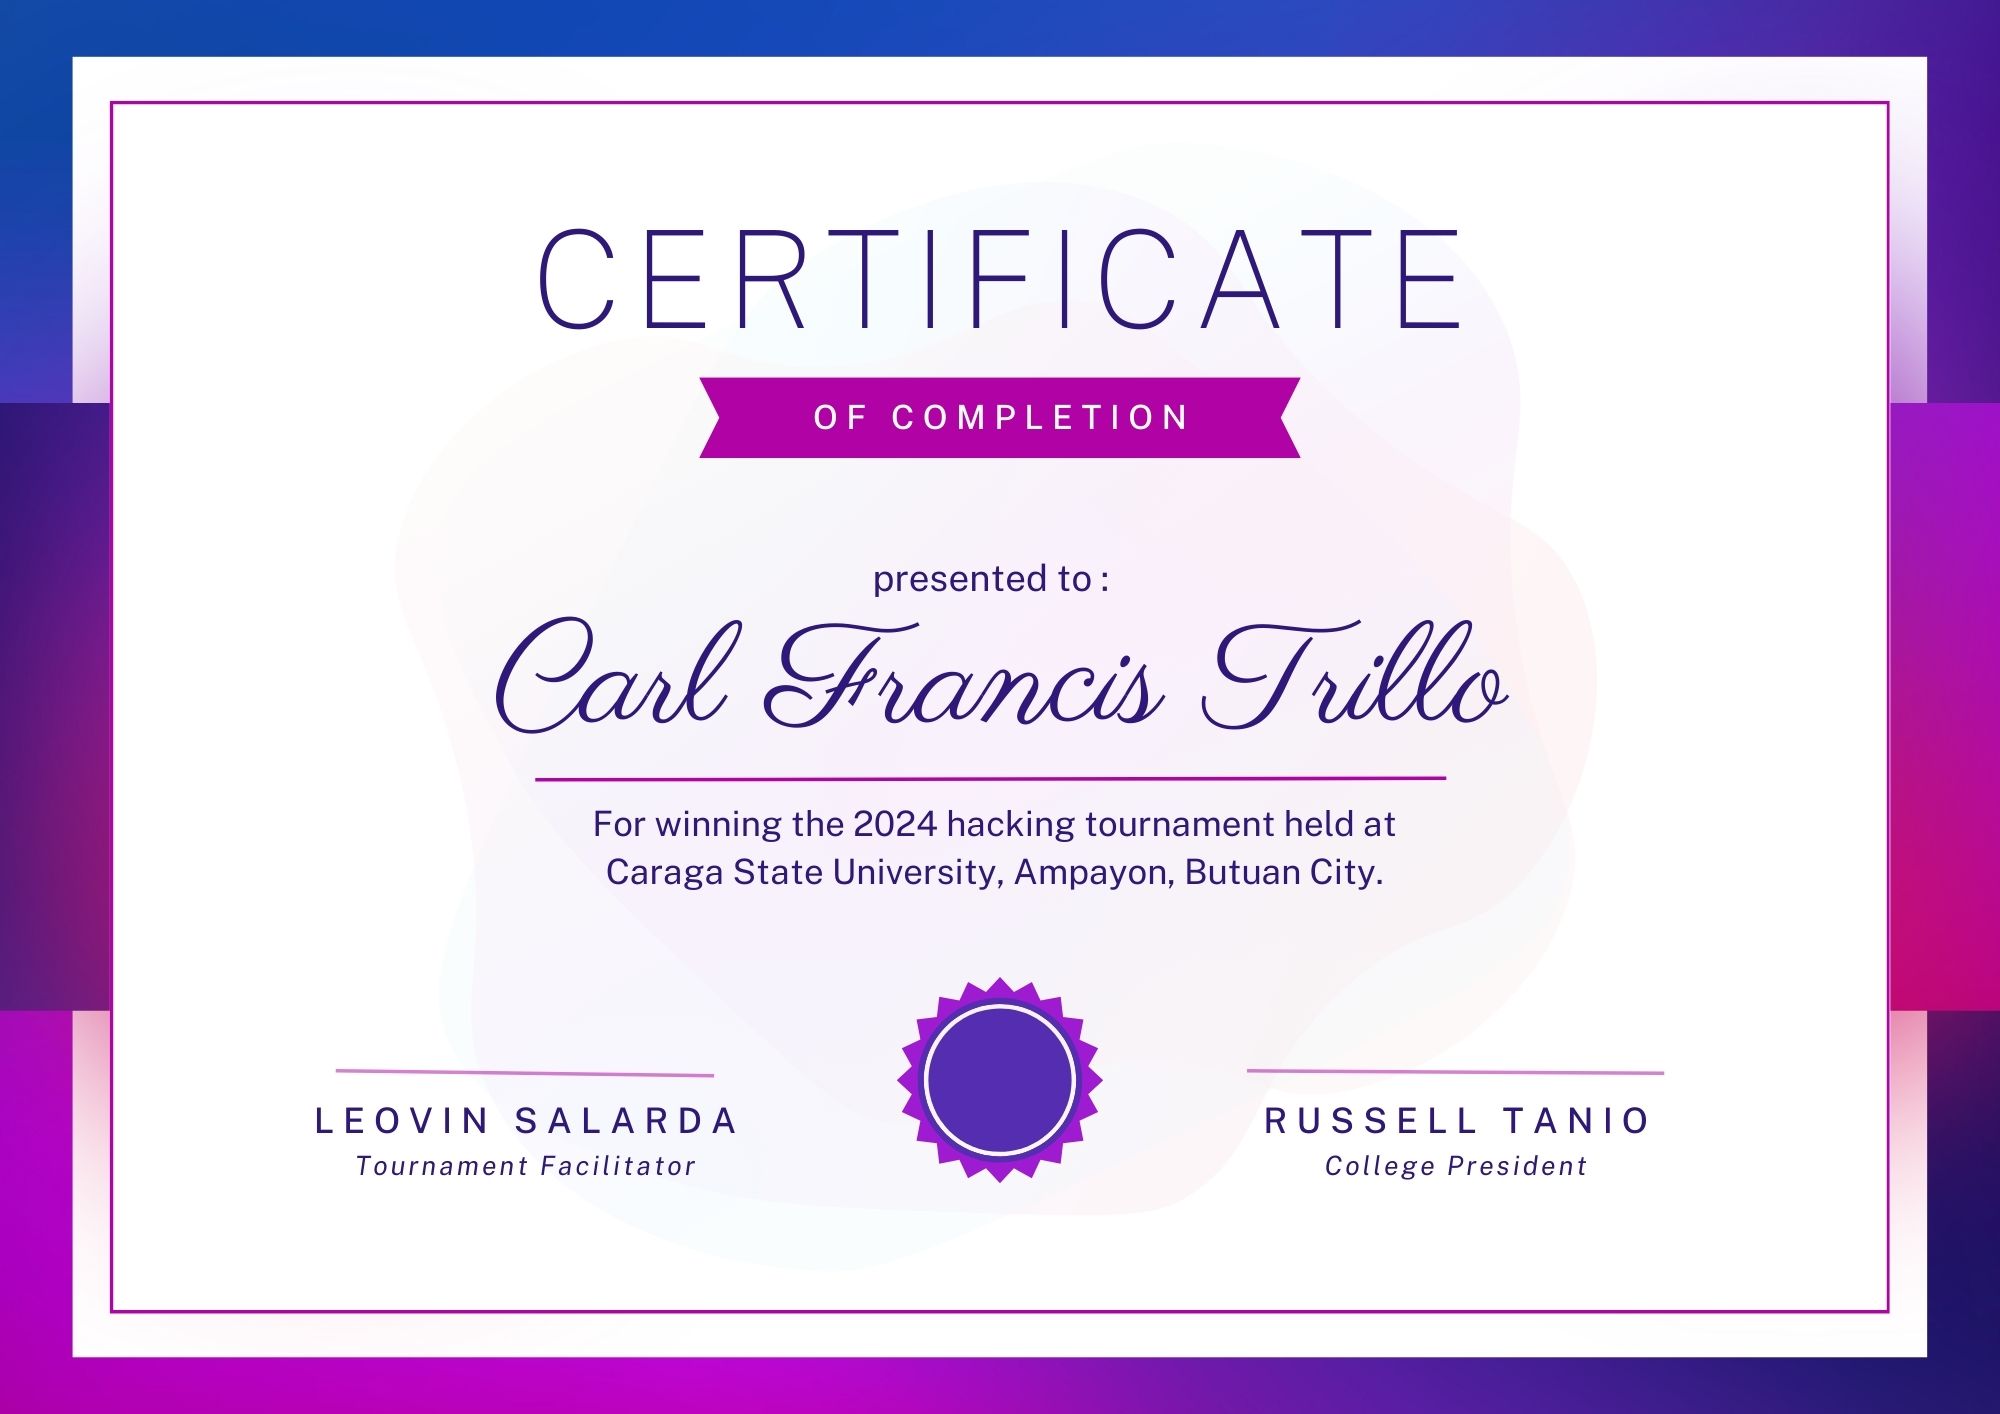 CERTIFICATE
OF COMPLETION
presented to :
Carl Francis Trillo
For winning the 2024 hacking tournament held at
Caraga State University, Ampayon, Butuan City.
LEOVIN SALARDA
Tournament Facilitator
RUSSELL TANIO
College President